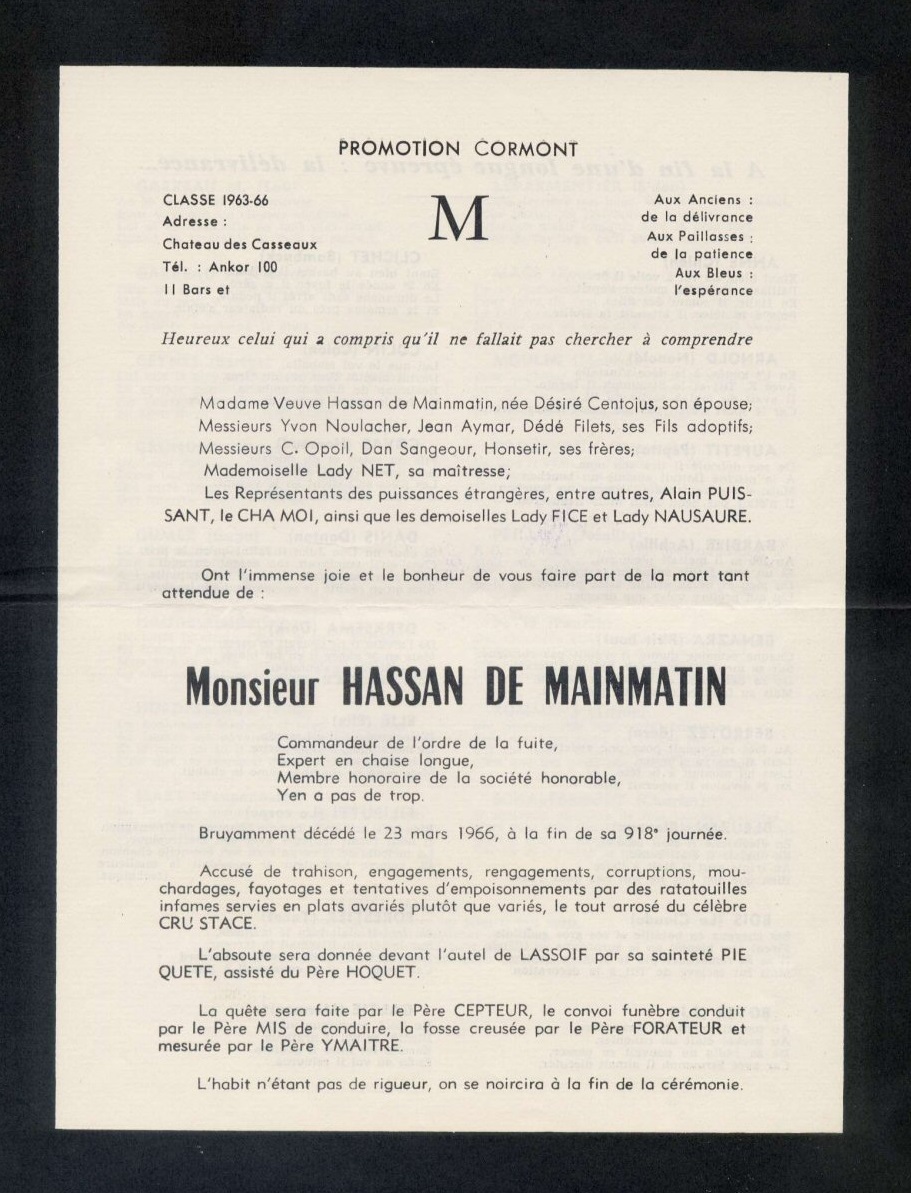 PROMOTION CORMONT
M
CLASSE 1963-66
Adresse :
Chateau des Casseaux
Tél. : Ankor 100
11 Bars et
Aux Anciens :
de la délivrance
Aux Paillasses :
de la patience
Aux Bleus :
l'espérance
Heureux celui qui a compris qu'il ne fallait pas chercher à comprendre
Madame Veuve Hassan de Mainmatin, née Désiré Centojus, son épouse;
Messieurs Yvon Noulacher, Jean Aymar, Dédé Filets, ses Fils adoptifs;
Messieurs C. Opoil, Dan Sangeour, Honsetir, ses frères;
Mademoiselle Lady NET, sa maîtresse;
Les Représentants des puissances étrangères, entre autres, Alain PUIS-
SANT, le CHA MOI, ainsi que les demoiselles Lady FICE et Lady NAUSAURE.
Ont l'immense joie et le bonheur de vous faire part de la mort tant
attendue de :
Monsieur HASSAN DE MAINMATIN
Commandeur de l'ordre de la fuite,
Expert en chaise longue,
Membre honoraire de la société honorable,
Yen a pas de trop.
Bruyamment décédé le 23 mars 1966, à la fin de sa 918e journée.
Accusé de trahison, engagements, rengagements, corruptions, mou-
chardages, fayotages et tentatives d'empoisonnements par des ratatouilles
infames servies en plats avariés plutôt que variés, le tout arrosé du célèbre
CRU STACE.
L'absoute sera donnée devant l'autel de LASSOIF par sa sainteté PIE
QUETE, assisté du Père HOQUET.
La quête sera faite par le Père CEPTEUR, le convoi funèbre conduit
par le Père MIS de conduire, la fosse creusée par le Père FORATEUR et
mesurée par le Père YMAITRE.
L'habit n'étant pas de rigueur, on se noircira à la fin de la cérémonie.